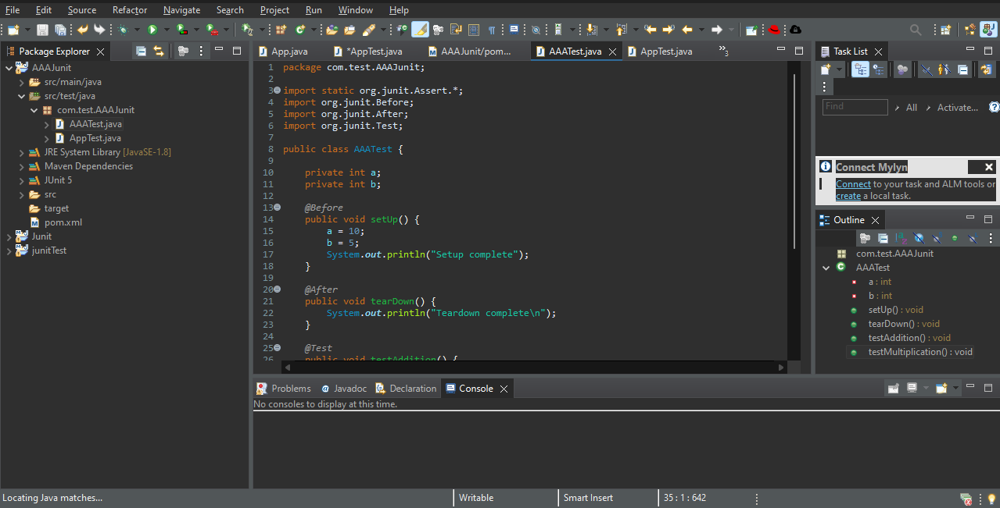 File Edit Source Refactor Navigate Search Project Run Window Help
Package Explorer
AAAJunit
src/main/java
src/test/java
com.test.AAAJunit
AAATest.java
AppTest.java
JRE System Library [JavaSE-1.8]
Maven Dependencies
JUnit 5
src
target
pom.xml
Junit
junitTest
App.java *AppTest.java AAAJunit/pom... AAATest.java AppTest.java »3
1 package com.test.AAAJunit;
2
3 import static org.junit.Assert.*;
4 import org.junit.Before;
5 import org.junit.After;
6 import org.junit.Test;
7
8 public class AAATest {
9
10 private int a;
11 private int b;
12
13 @Before
14 public void setUp() {
15 a = 10;
16 b = 5;
17 System.out.println("Setup complete");
18 }
19
20 @After
21 public void tearDown() {
22 System.out.println("Teardown complete\n");
23 }
24
25 @Test
26 public void testAddition() {
Problems Javadoc Declaration Console
No consoles to display at this time.
Task List
Find All Activate...
Connect Mylyn
Connect to your task and ALM tools or
create a local task.
Outline
com.test.AAAJunit
AAATest
a : int
b : int
setUp() : void
tearDown() : void
testAddition() : void
testMultiplication() : void
Locating Java matches... Writable Smart Insert 35 : 1 : 642